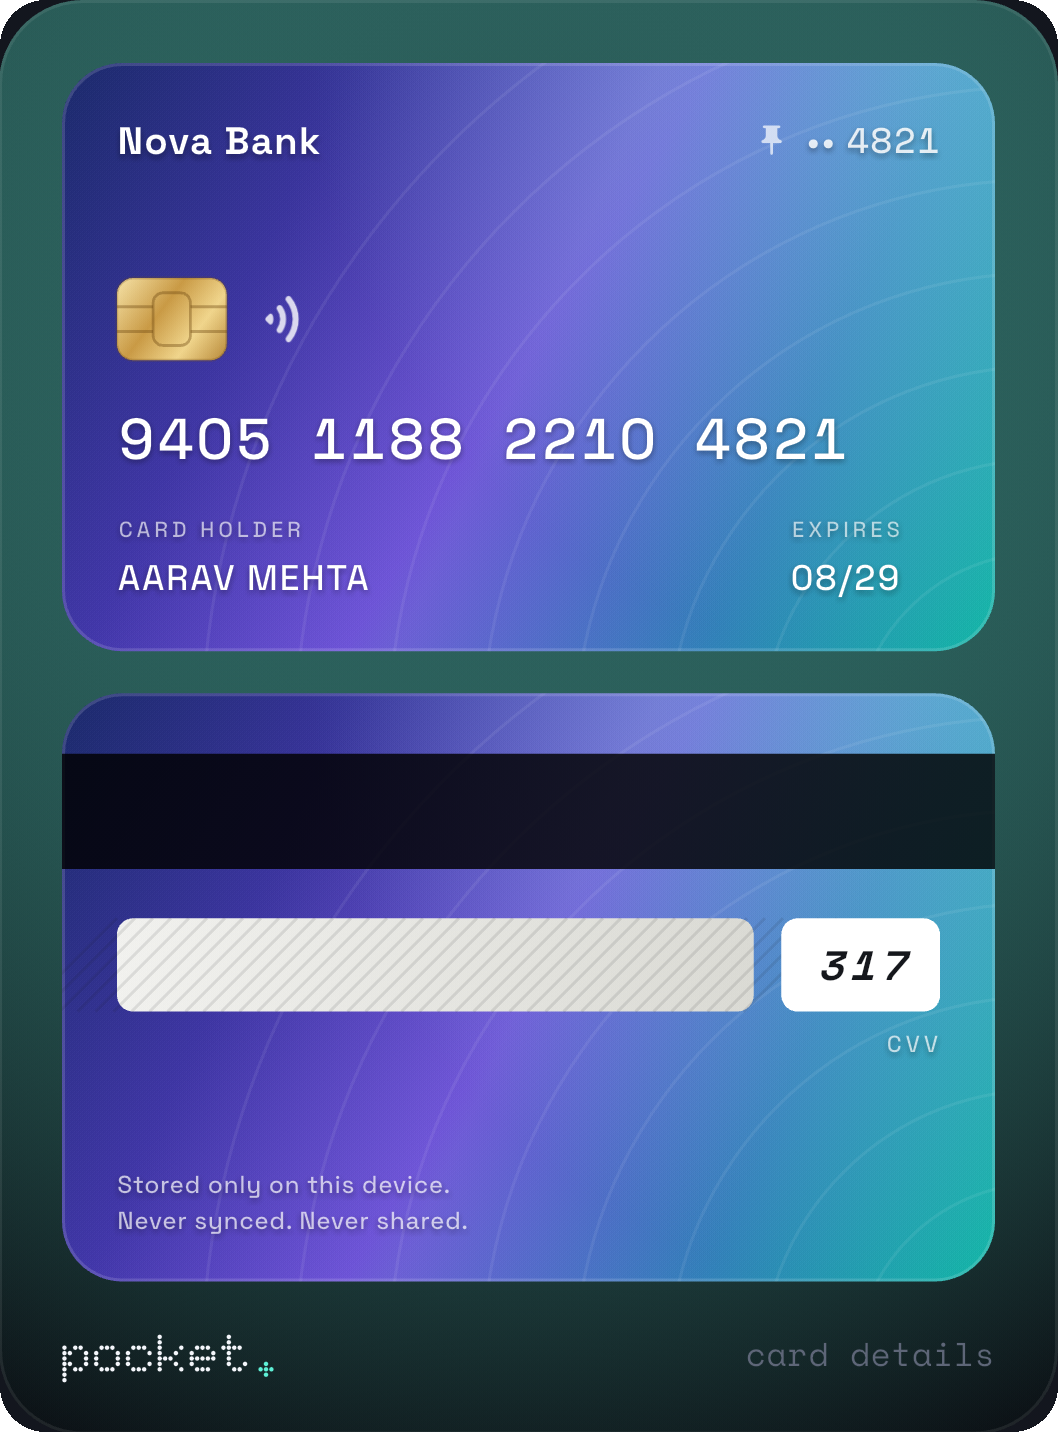 Nova Bank
•• 4821
9405 1188 2210 4821
CARD HOLDER
EXPIRES
AARAV MEHTA
08/29
317
CVV
Stored only on this device.
Never synced. Never shared.
pocket.
card details